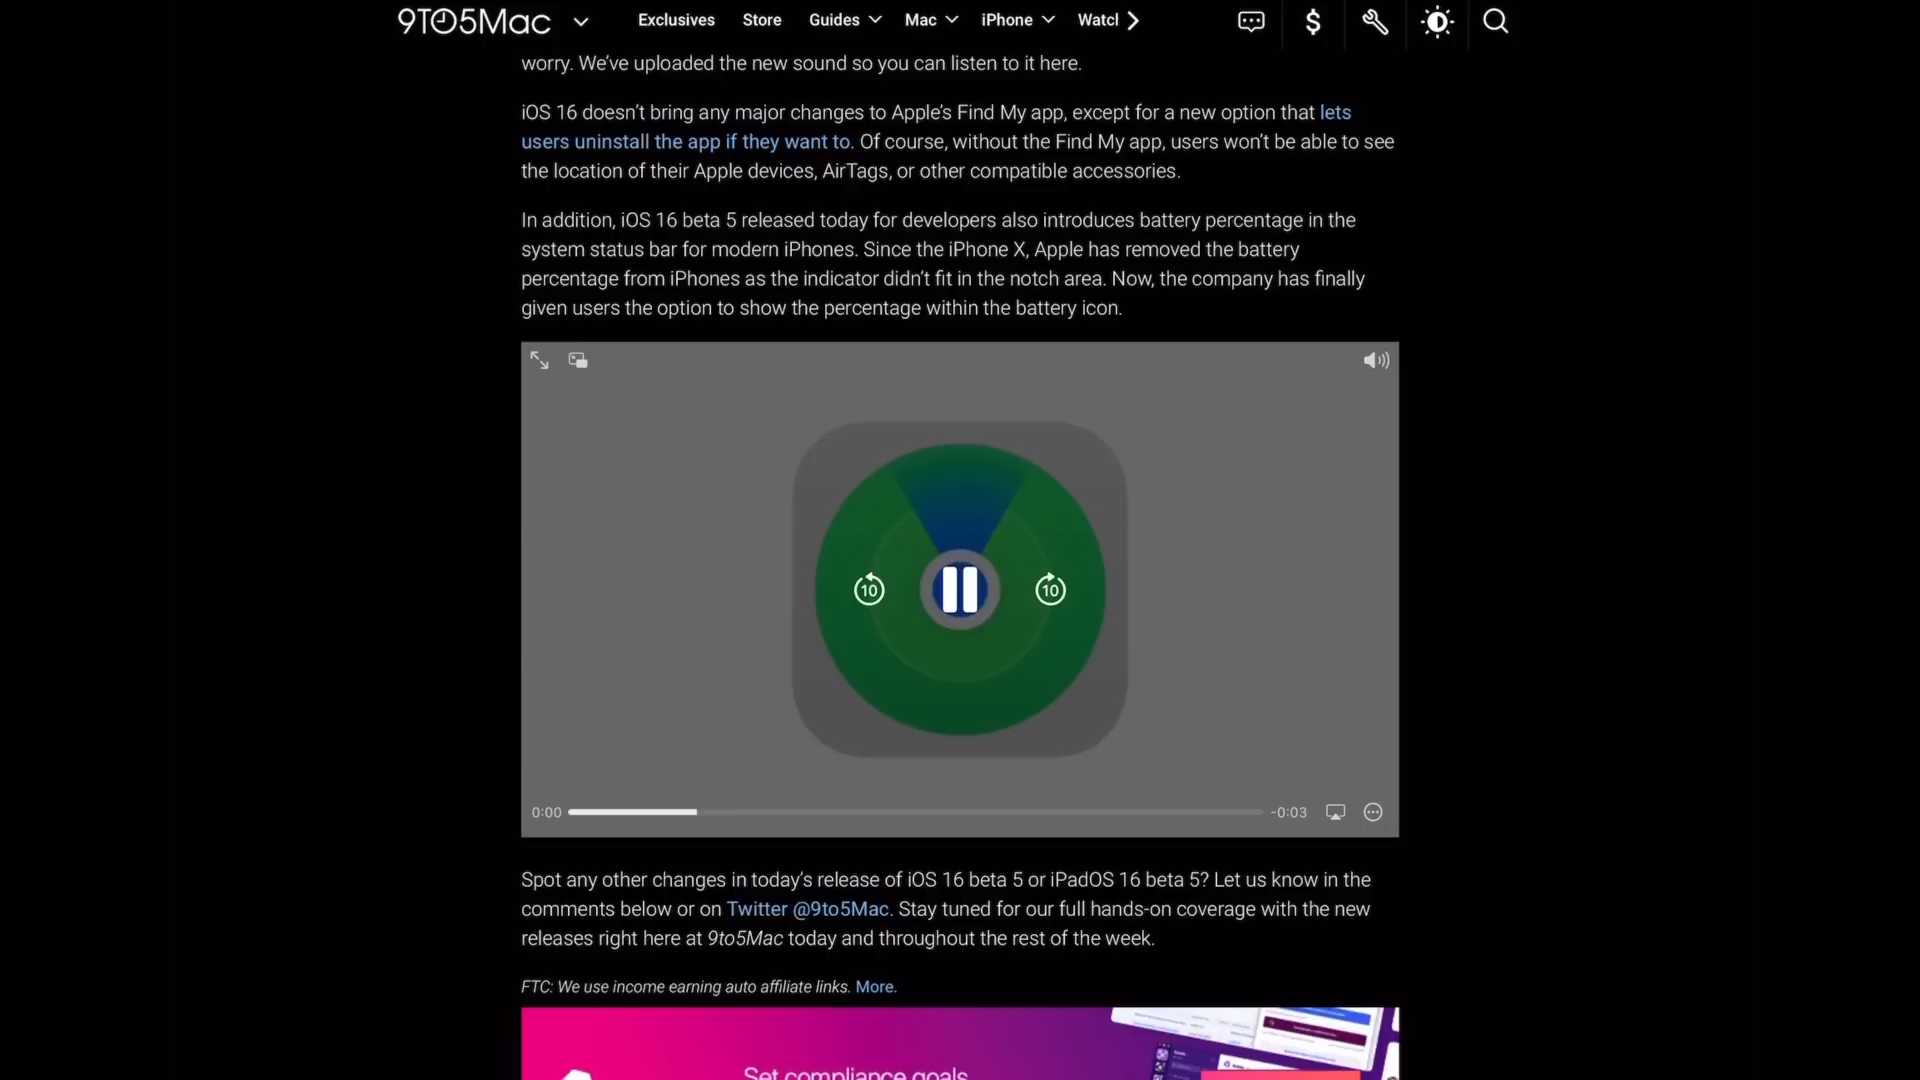 9TO5Mac
Exclusives Store Guides Mac iPhone Watcl
worry. We've uploaded the new sound so you can listen to it here.
iOS 16 doesn't bring any major changes to Apple's Find My app, except for a new option that lets
users uninstall the app if they want to. Of course, without the Find My app, users won't be able to see
the location of their Apple devices, AirTags, or other compatible accessories.
In addition, iOS 16 beta 5 released today for developers also introduces battery percentage in the
system status bar for modern iPhones. Since the iPhone X, Apple has removed the battery
percentage from iPhones as the indicator didn't fit in the notch area. Now, the company has finally
given users the option to show the percentage within the battery icon.
10 10
0:00 -0:03
Spot any other changes in today's release of iOS 16 beta 5 or iPadOS 16 beta 5? Let us know in the
comments below or on Twitter @9to5Mac. Stay tuned for our full hands-on coverage with the new
releases right here at 9to5Mac today and throughout the rest of the week.
FTC: We use income earning auto affiliate links. More.
Set compliance goals